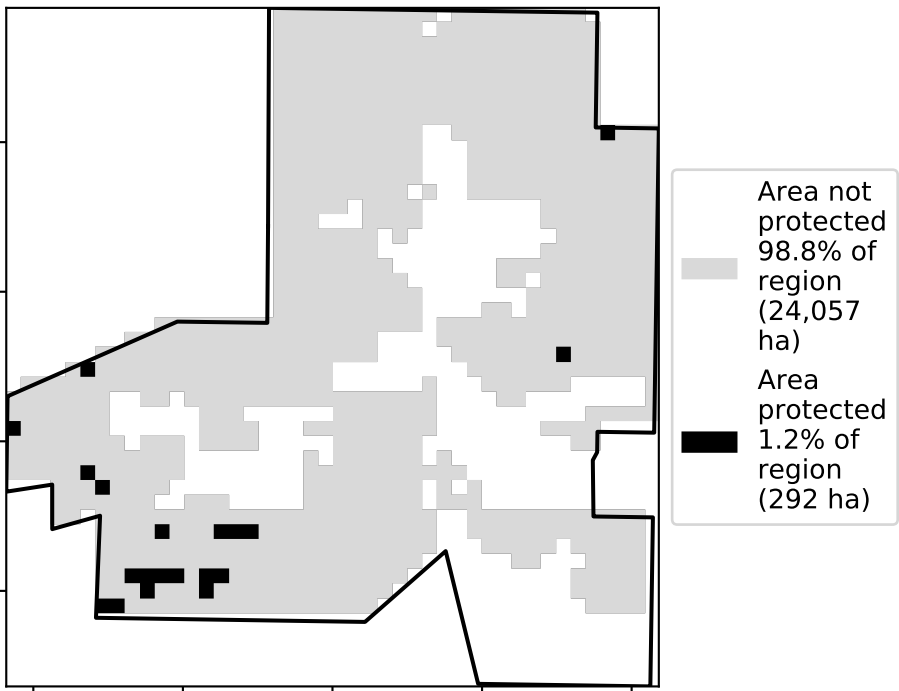 Area not
protected
98.8% of
region
(24,057
ha)
Area
protected
1.2% of
region
(292 ha)